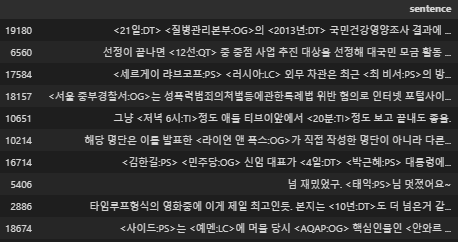 sentence
19180 <21일:DT> <질병관리본부:OG>의 <2013년:DT> 국민건강영양조사 결과에 ...
6560 선정이 끝나면 <12선:QT> 중 중점 사업 추진 대상을 선정해 대국민 모금 활동 ...
17584 <세르게이 랴브코프:PS> <러시아:LC> 외무 차관은 최근 <최 비서:PS>의 방...
18157 <서울 중부경찰서:OG>는 성폭력범죄의처벌등에관한특례법 위반 혐의로 인터넷 포털사이...
10651 그냥 <저녁 6시:TI>정도 애들 티브이앞에서 <20분:TI>정도 보고 끝내도 좋을.
10214 해당 명단은 이를 발표한 <라이언 앤 폭스:OG>가 직접 작성한 명단이 아니라 다른...
16714 <김한길:PS> <민주당:OG> 신임 대표가 <4일:DT> <박근혜:PS> 대통령에...
5406 넘 재밌었구. <태익:PS>님 멋졌어요~
2886 타임루프형식의 영화중에 이게 제일 최고인듯. 본지는 <10년:DT>도 더 넘은거 같...
18674 <사이드:PS>는 <예멘:LC>에 머물 당시 <AQAP:OG> 핵심인물인 <안와르 ...